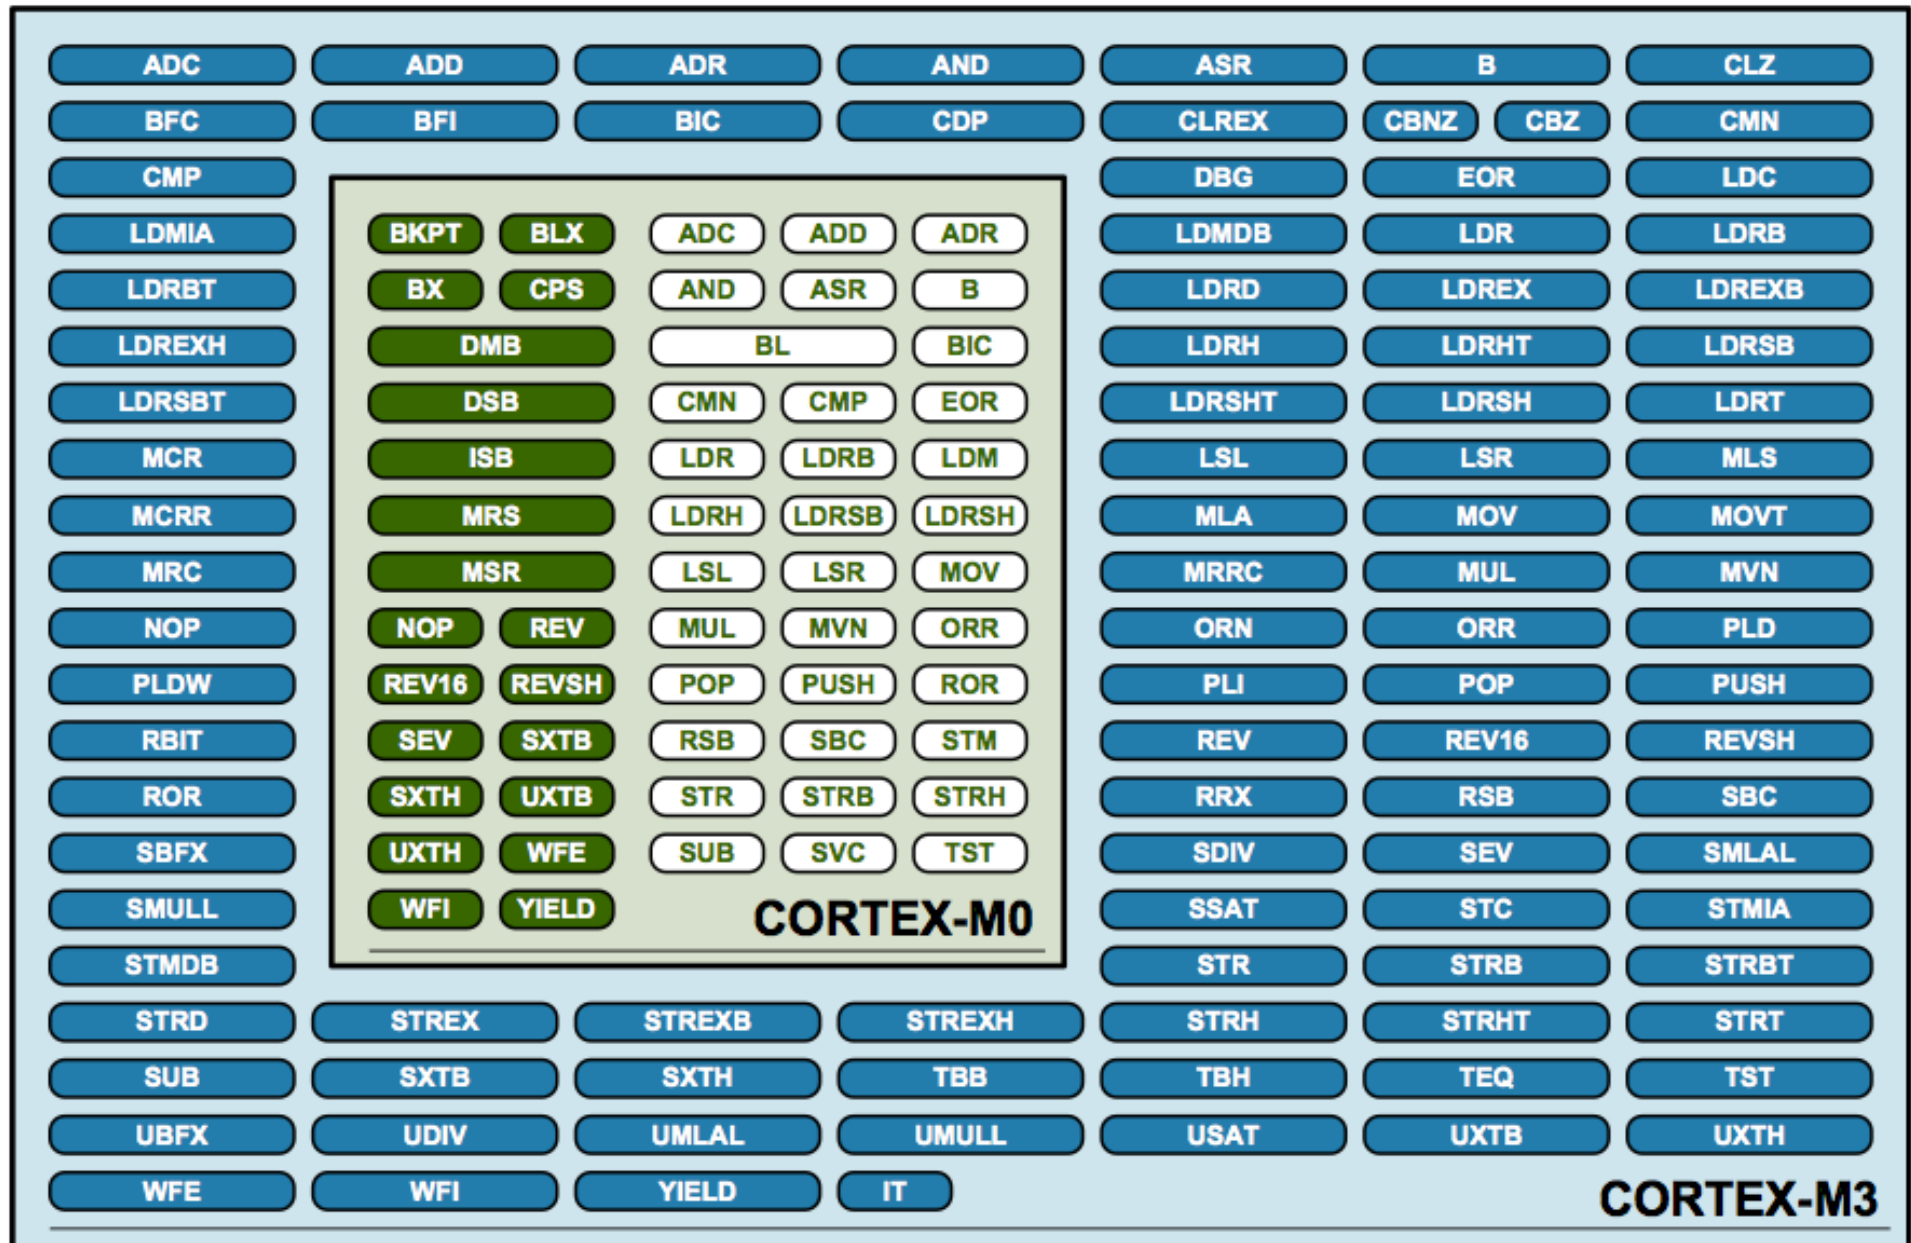 ADC ADD ADR AND ASR B CLZ
BFC BFI BIC CDP CLREX CBNZ CBZ CMN
CMP DBG EOR LDC
LDMIA BKPT BLX ADC ADD ADR LDMDB LDR LDRB
LDRBT BX CPS AND ASR B LDRD LDREX LDREXB
LDREXH DMB BL BIC LDRH LDRHT LDRSB
LDRSBT DSB CMN CMP EOR LDRSHT LDRSH LDRT
MCR ISB LDR LDRB LDM LSL LSR MLS
MCRR MRS LDRH LDRSB LDRSH MLA MOV MOVT
MRC MSR LSL LSR MOV MRRC MUL MVN
NOP NOP REV MUL MVN ORR ORN ORR PLD
PLDW REV16 REVSH POP PUSH ROR PLI POP PUSH
RBIT SEV SXTB RSB SBC STM REV REV16 REVSH
ROR SXTH UXTB STR STRB STRH RRX RSB SBC
SBFX UXTH WFE SUB SVC TST SDIV SEV SMLAL
SMULL WFI YIELD CORTEX-M0 SSAT STC STMIA
STMDB STR STRB STRBT
STRD STREX STREXB STREXH STRH STRHT STRT
SUB SXTB SXTH TBB TBH TEQ TST
UBFX UDIV UMLAL UMULL USAT UXTB UXTH
WFE WFI YIELD IT CORTEX-M3